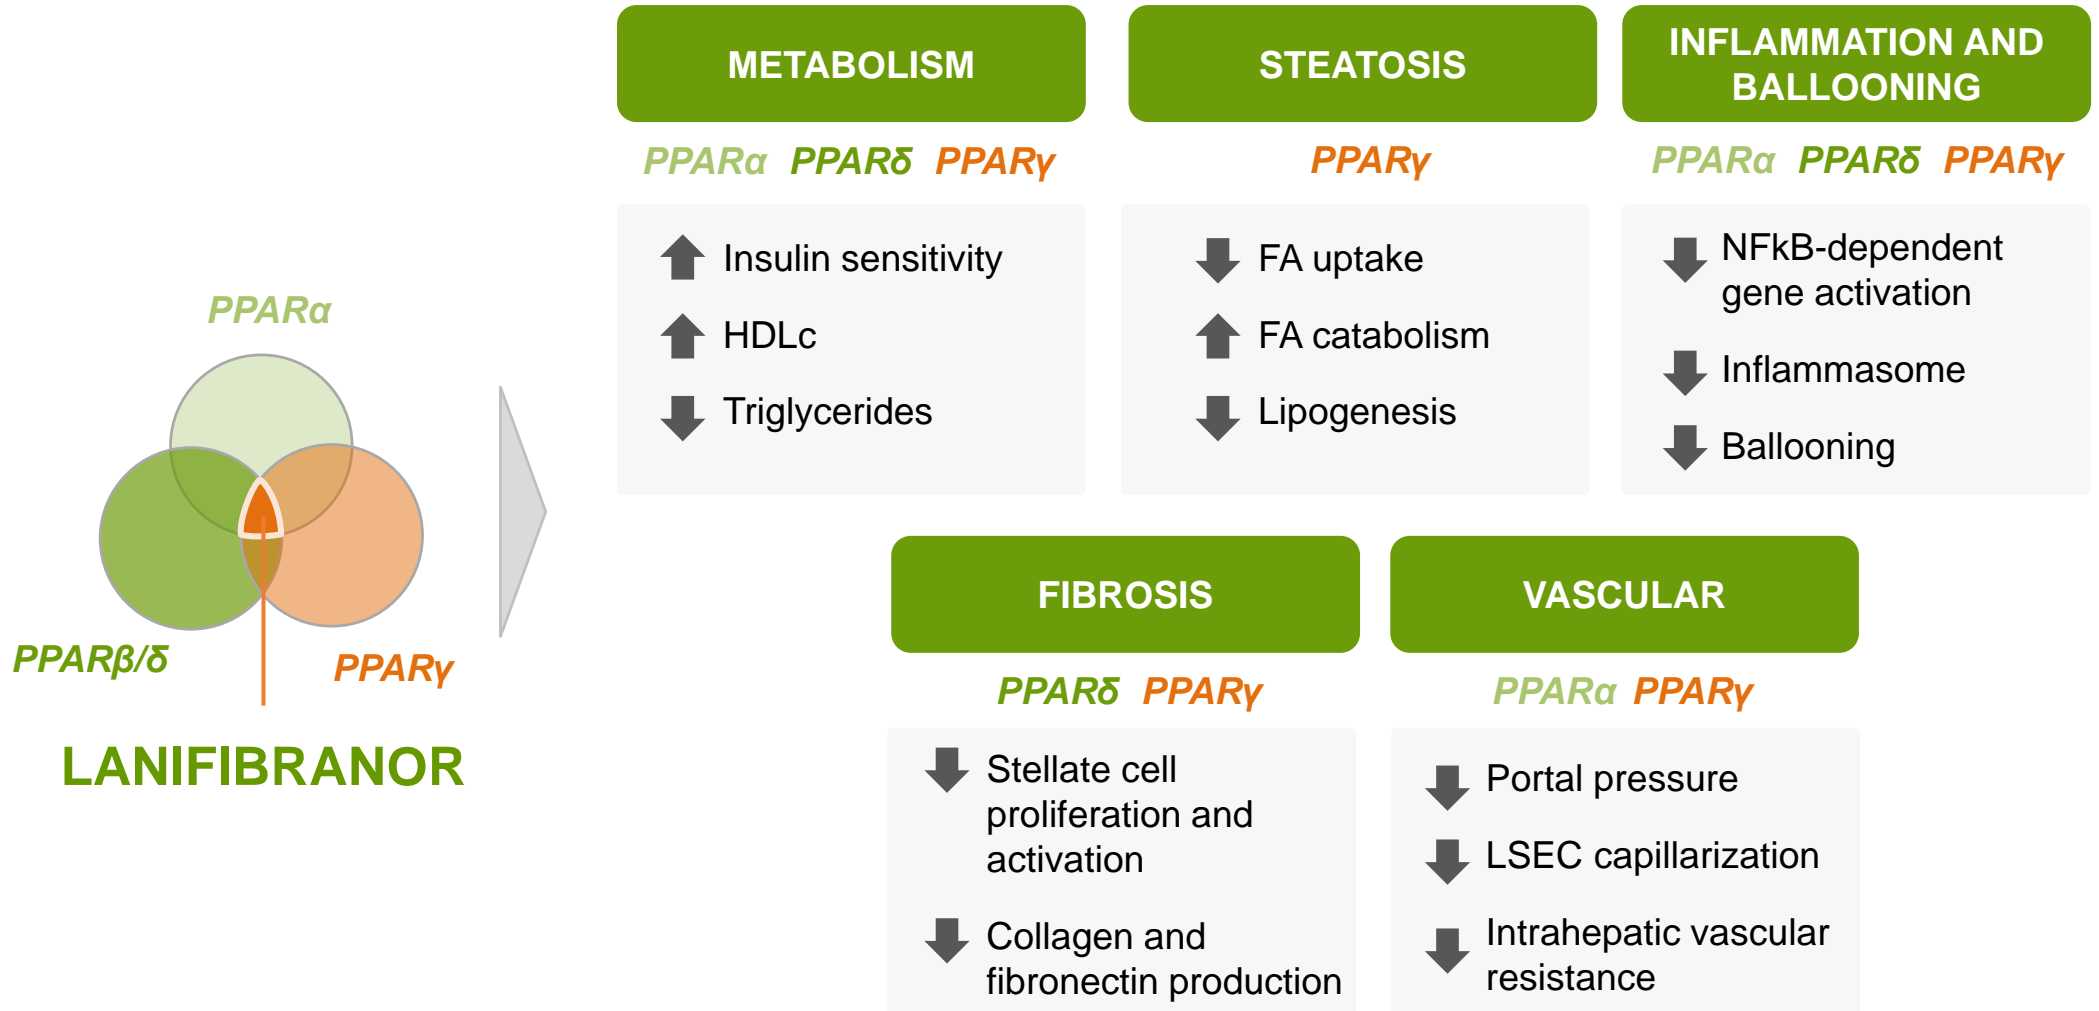 PPARα
PPARβ/δ
PPARγ
LANIFIBRANOR
METABOLISM
PPARα PPARδ PPARγ
Insulin sensitivity
HDLc
Triglycerides
STEATOSIS
PPARγ
FA uptake
FA catabolism
Lipogenesis
INFLAMMATION AND
BALLOONING
PPARα PPARδ PPARγ
NFkB-dependent
gene activation
Inflammasome
Ballooning
FIBROSIS
PPARδ PPARγ
Stellate cell
proliferation and
activation
Collagen and
fibronectin production
VASCULAR
PPARα PPARγ
Portal pressure
LSEC capillarization
Intrahepatic vascular
resistance